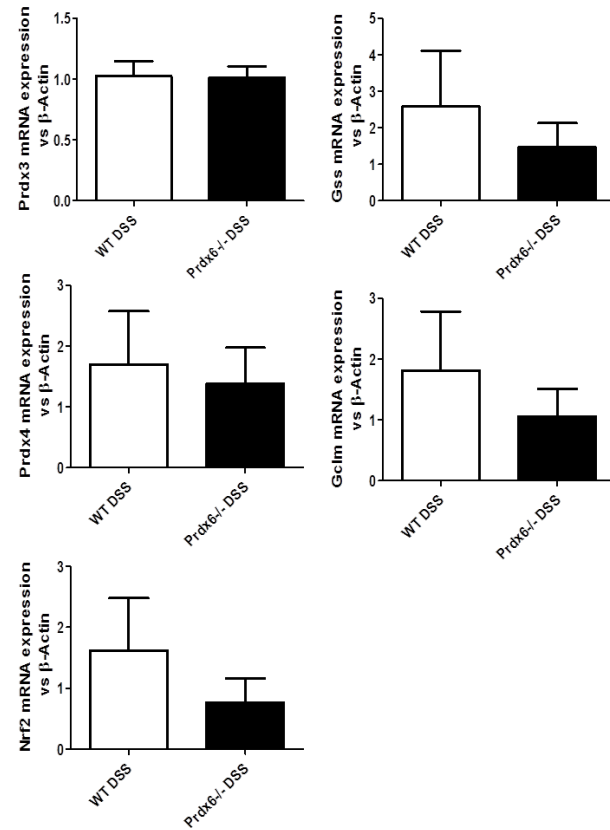 Prdx3 mRNA expression
vs β-Actin
1.5
1.0
0.5
0.0
WT DSS
Prdx6-/- DSS
Gss mRNA expression
vs β-Actin
5
4
3
2
1
0
WT DSS
Prdx6-/- DSS
Prdx4 mRNA expression
vs β-Actin
3
2
1
0
WT DSS
Prdx6-/- DSS
Gclm mRNA expression
vs β-Actin
3
2
1
0
WT DSS
Prdx6-/- DSS
Nrf2 mRNA expression
vs β-Actin
3
2
1
0
WT DSS
Prdx6-/- DSS